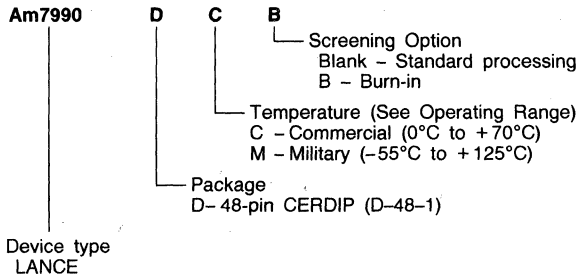 Am7990 D C B
Screening Option
Blank – Standard processing
B – Burn-in
Temperature (See Operating Range)
C – Commercial (0°C to +70°C)
M – Military (–55°C to +125°C)
Package
D– 48-pin CERDIP (D–48–1)
Device type
LANCE